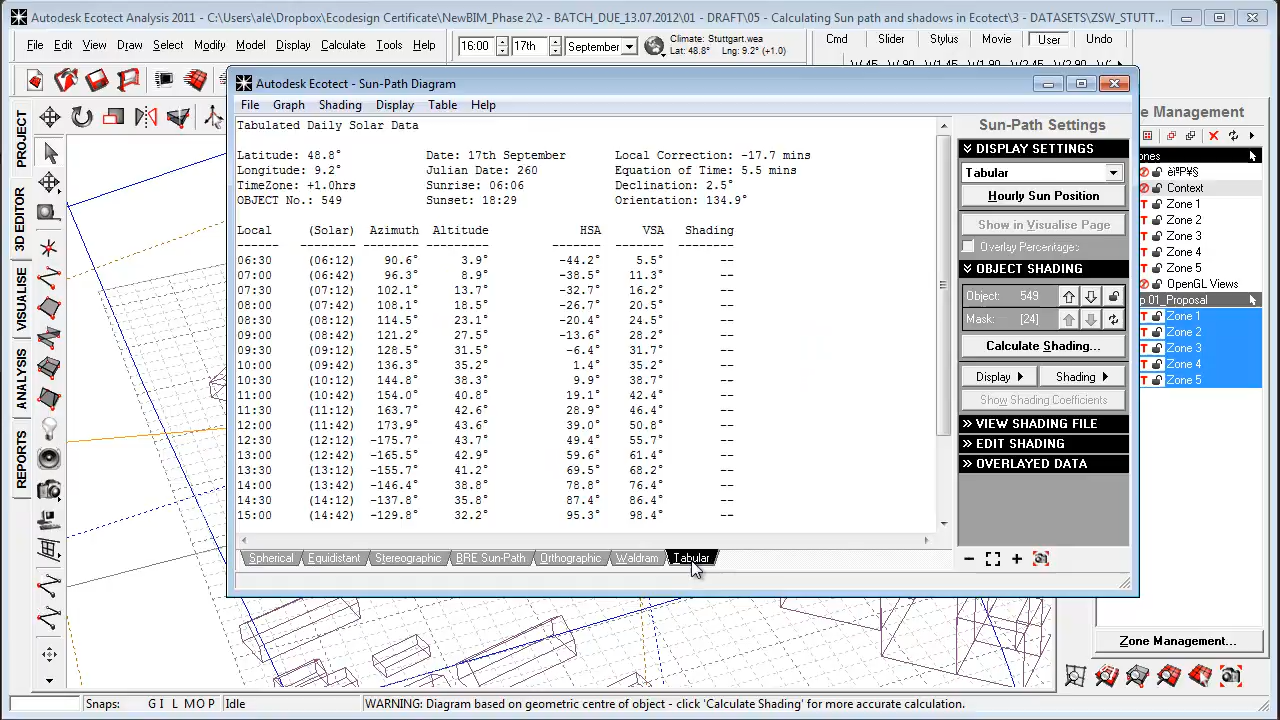 Autodesk Ecotect Analysis 2011 - C:\Users\ale\Dropbox\Ecodesign Certificate\NewBIM_Phase 2\2 - BATCH_DUE_13.07.2012\01 - DRAFT\05 - Calculating Sun path and shadows in Ecotect\3 - DATASETS\ZSW_STUTT...
File Edit View Draw Select Modify Model Display Calculate Tools Help
16:00 17th September
Climate: Stuttgart.wea
Lat: 48.8° Lng: 9.2° (+1.0)
Cmd Slider Stylus Movie User Undo
PROJECT
3D EDITOR
VISUALISE
ANALYSIS
REPORTS
Autodesk Ecotect - Sun-Path Diagram
File Graph Shading Display Table Help
Tabulated Daily Solar Data
Latitude: 48.8° Date: 17th September Local Correction: -17.7 mins
Longitude: 9.2° Julian Date: 260 Equation of Time: 5.5 mins
TimeZone: +1.0hrs Sunrise: 06:06 Declination: 2.5°
OBJECT No.: 549 Sunset: 18:29 Orientation: 134.9°
Local (Solar) Azimuth Altitude HSA VSA Shading
06:30 (06:12) 90.6° 3.9° -44.2° 5.5° --
07:00 (06:42) 96.3° 8.9° -38.5° 11.3° --
07:30 (07:12) 102.1° 13.7° -32.7° 16.2° --
08:00 (07:42) 108.1° 18.5° -26.7° 20.5° --
08:30 (08:12) 114.5° 23.1° -20.4° 24.5° --
09:00 (08:42) 121.2° 27.5° -13.6° 28.2° --
09:30 (09:12) 128.5° 31.5° -6.4° 31.7° --
10:00 (09:42) 136.3° 35.2° 1.4° 35.2° --
10:30 (10:12) 144.8° 38.3° 9.9° 38.7° --
11:00 (10:42) 154.0° 40.8° 19.1° 42.4° --
11:30 (11:12) 163.7° 42.6° 28.9° 46.4° --
12:00 (11:42) 173.9° 43.6° 39.0° 50.8° --
12:30 (12:12) -175.7° 43.6° 49.4° 55.7° --
13:00 (12:42) -165.5° 42.9° 59.6° 61.4° --
13:30 (13:12) -155.7° 41.2° 69.5° 68.2° --
14:00 (13:42) -146.4° 38.8° 78.8° 76.4° --
14:30 (14:12) -137.8° 35.8° 87.4° 86.4° --
15:00 (14:42) -129.8° 32.2° 95.3° 98.4° --
Spherical Equidistant Stereographic BRE Sun-Path Orthographic Waldram Tabular
Sun-Path Settings
DISPLAY SETTINGS
Tabular
Hourly Sun Position
Show in Visualise Page
Overlay Percentages
OBJECT SHADING
Object: 549
Mask: [24]
Calculate Shading...
Display Shading
Show Shading Coefficients
VIEW SHADING FILE
EDIT SHADING
OVERLAYED DATA
e Management
ones
Context
Zone 1
Zone 2
Zone 3
Zone 4
Zone 5
OpenGL Views
p 01_Proposal
Zone 1
Zone 2
Zone 3
Zone 4
Zone 5
Zone Management...
Snaps: G I L M O P Idle WARNING: Diagram based on geometric centre of object - click 'Calculate Shading' for more accurate calculation.